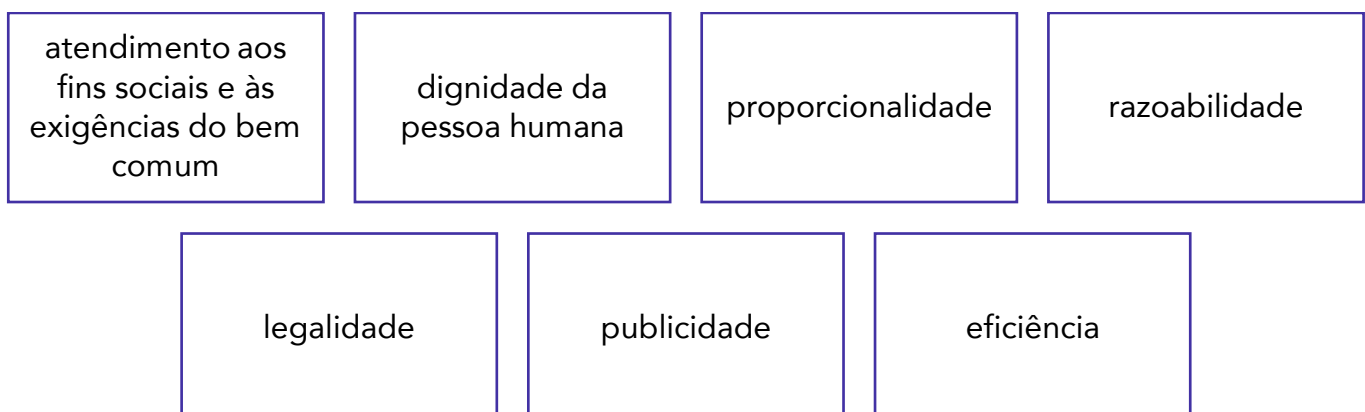 atendimento aos
fins sociais e às
exigências do bem
comum
dignidade da
pessoa humana
proporcionalidade
razoabilidade
legalidade
publicidade
eficiência